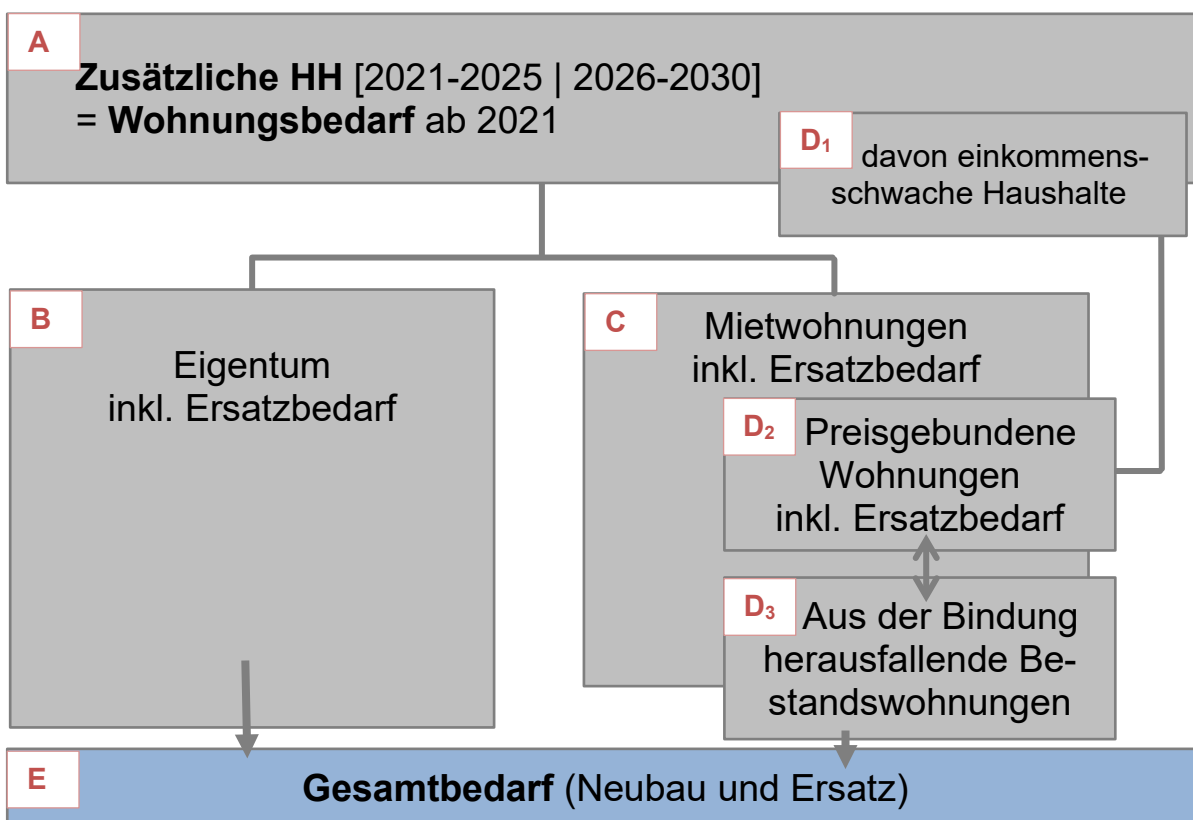 A
Zusätzliche HH [2021-2025 | 2026-2030]
= Wohnungsbedarf ab 2021
D₁ davon einkommens-
schwache Haushalte
B
Eigentum
inkl. Ersatzbedarf
C Mietwohnungen
inkl. Ersatzbedarf
D₂ Preisgebundene
Wohnungen
inkl. Ersatzbedarf
D₃ Aus der Bindung
herausfallende Be-
standswohnungen
E Gesamtbedarf (Neubau und Ersatz)